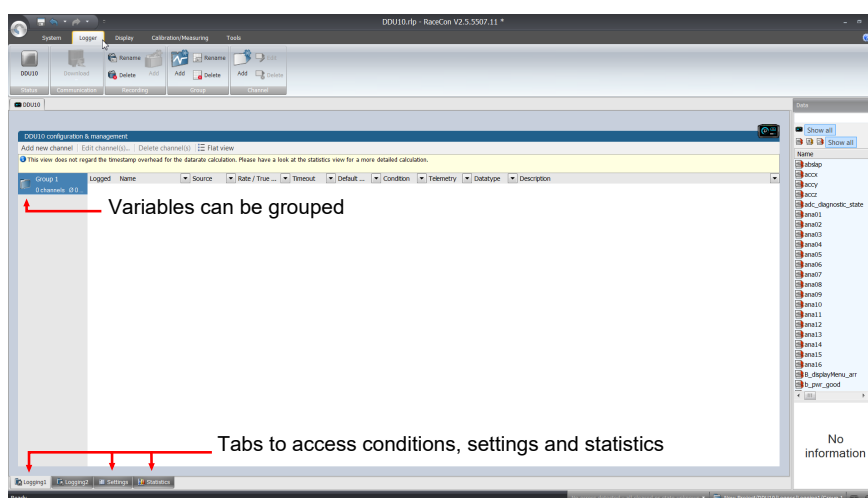 DDU10.rlp - RaceCon V2.5.5507.11 *
System Logger Display Calibration/Measuring Tools
DDU10 Download Rename Delete Add Add Rename Delete Add Edit Delete
Status Communication Recording Group Channel
DDU10
Data
DDU10 configuration & management
Add new channel Edit channel(s)... Delete channel(s) Flat view
This view does not regard the timestamp overhead for the datarate calculation. Please have a look at the statistics view for a more detailed calculation.
Group 1
0 channels Ø 0 ...
Logged Name Source Rate / True ... Timeout Default ... Condition Telemetry Datatype Description
Variables can be grouped
Tabs to access conditions, settings and statistics
Logging1 Logging2 Settings Statistics
Ready
Show all
Show all
Name
abslap
accx
accy
accz
adc_diagnostic_state
ana01
ana02
ana03
ana04
ana05
ana06
ana07
ana08
ana09
ana10
ana11
ana12
ana13
ana14
ana15
ana16
B_displayMenu_arr
b_pwr_good
No
information